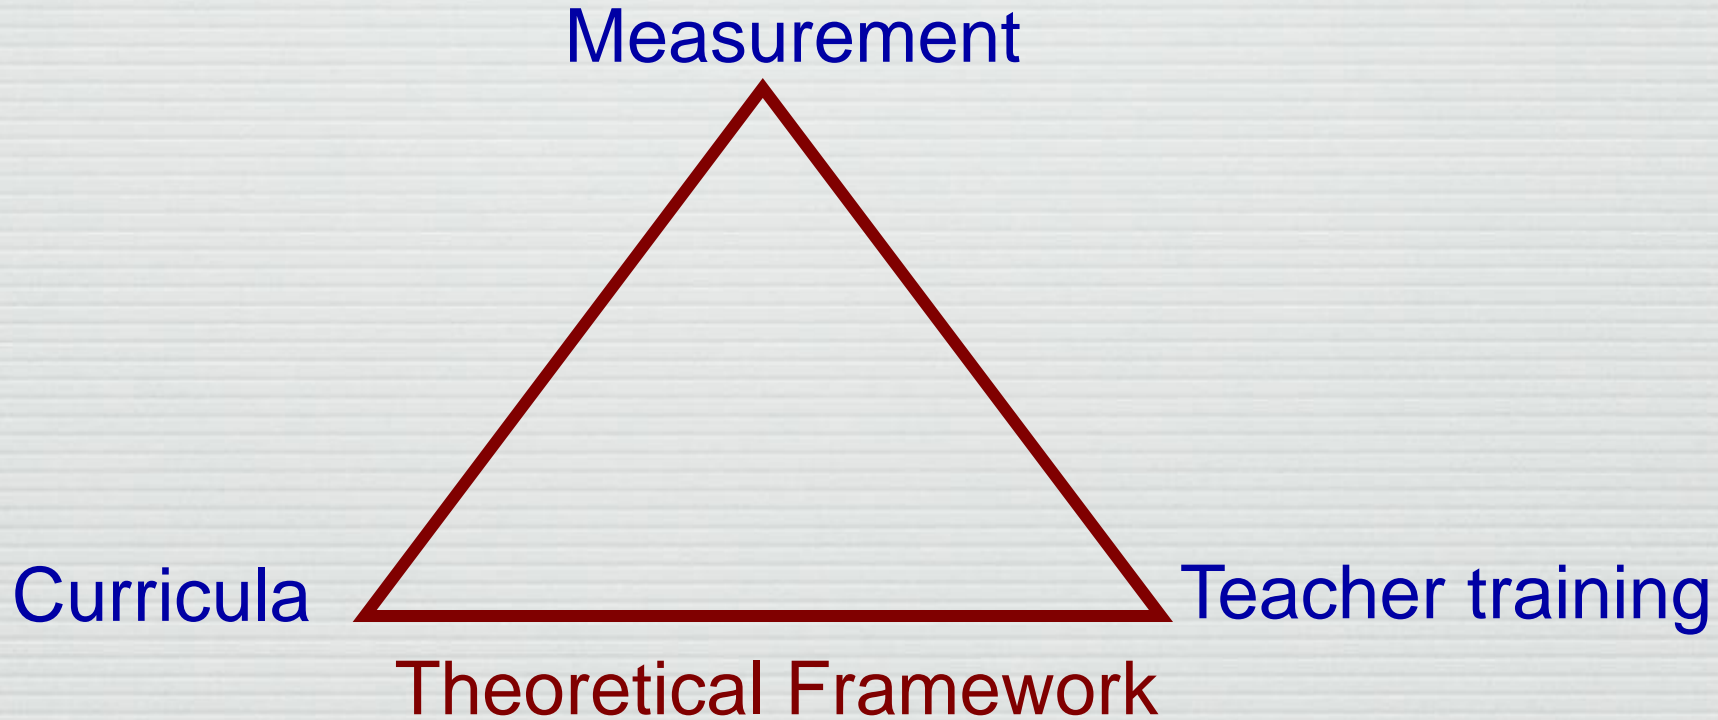 Measurement
Curricula
Teacher training
Theoretical Framework